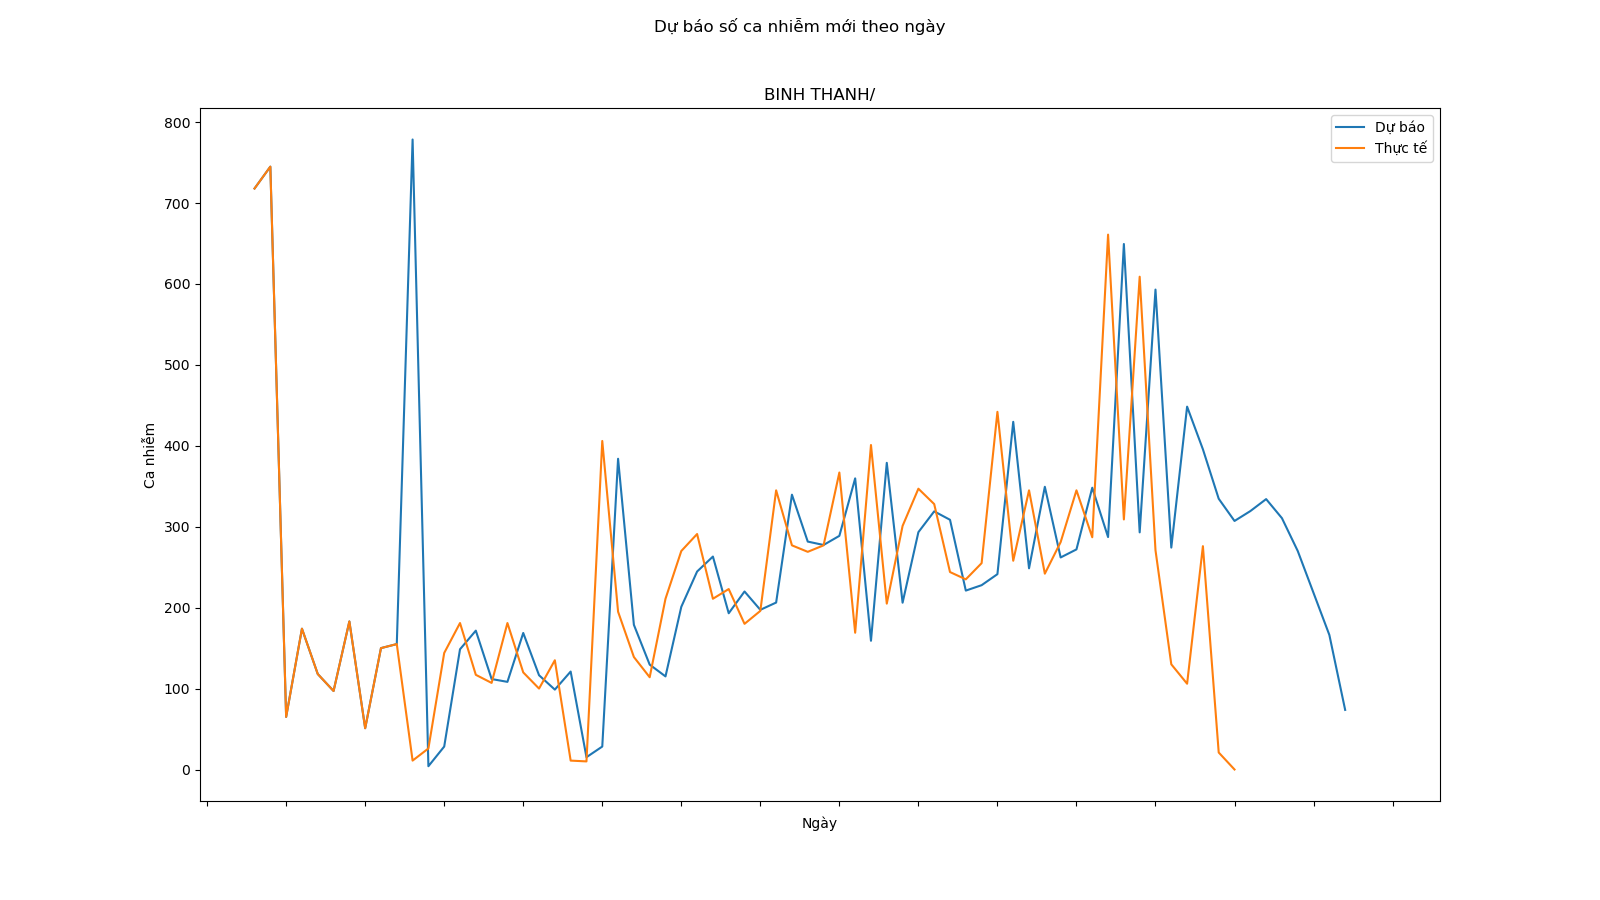 Dự báo số ca nhiễm mới theo ngày
BINH THANH/
Dự báo
Thực tế
800
700
600
500
400
300
200
100
0
Ca nhiễm
Ngày